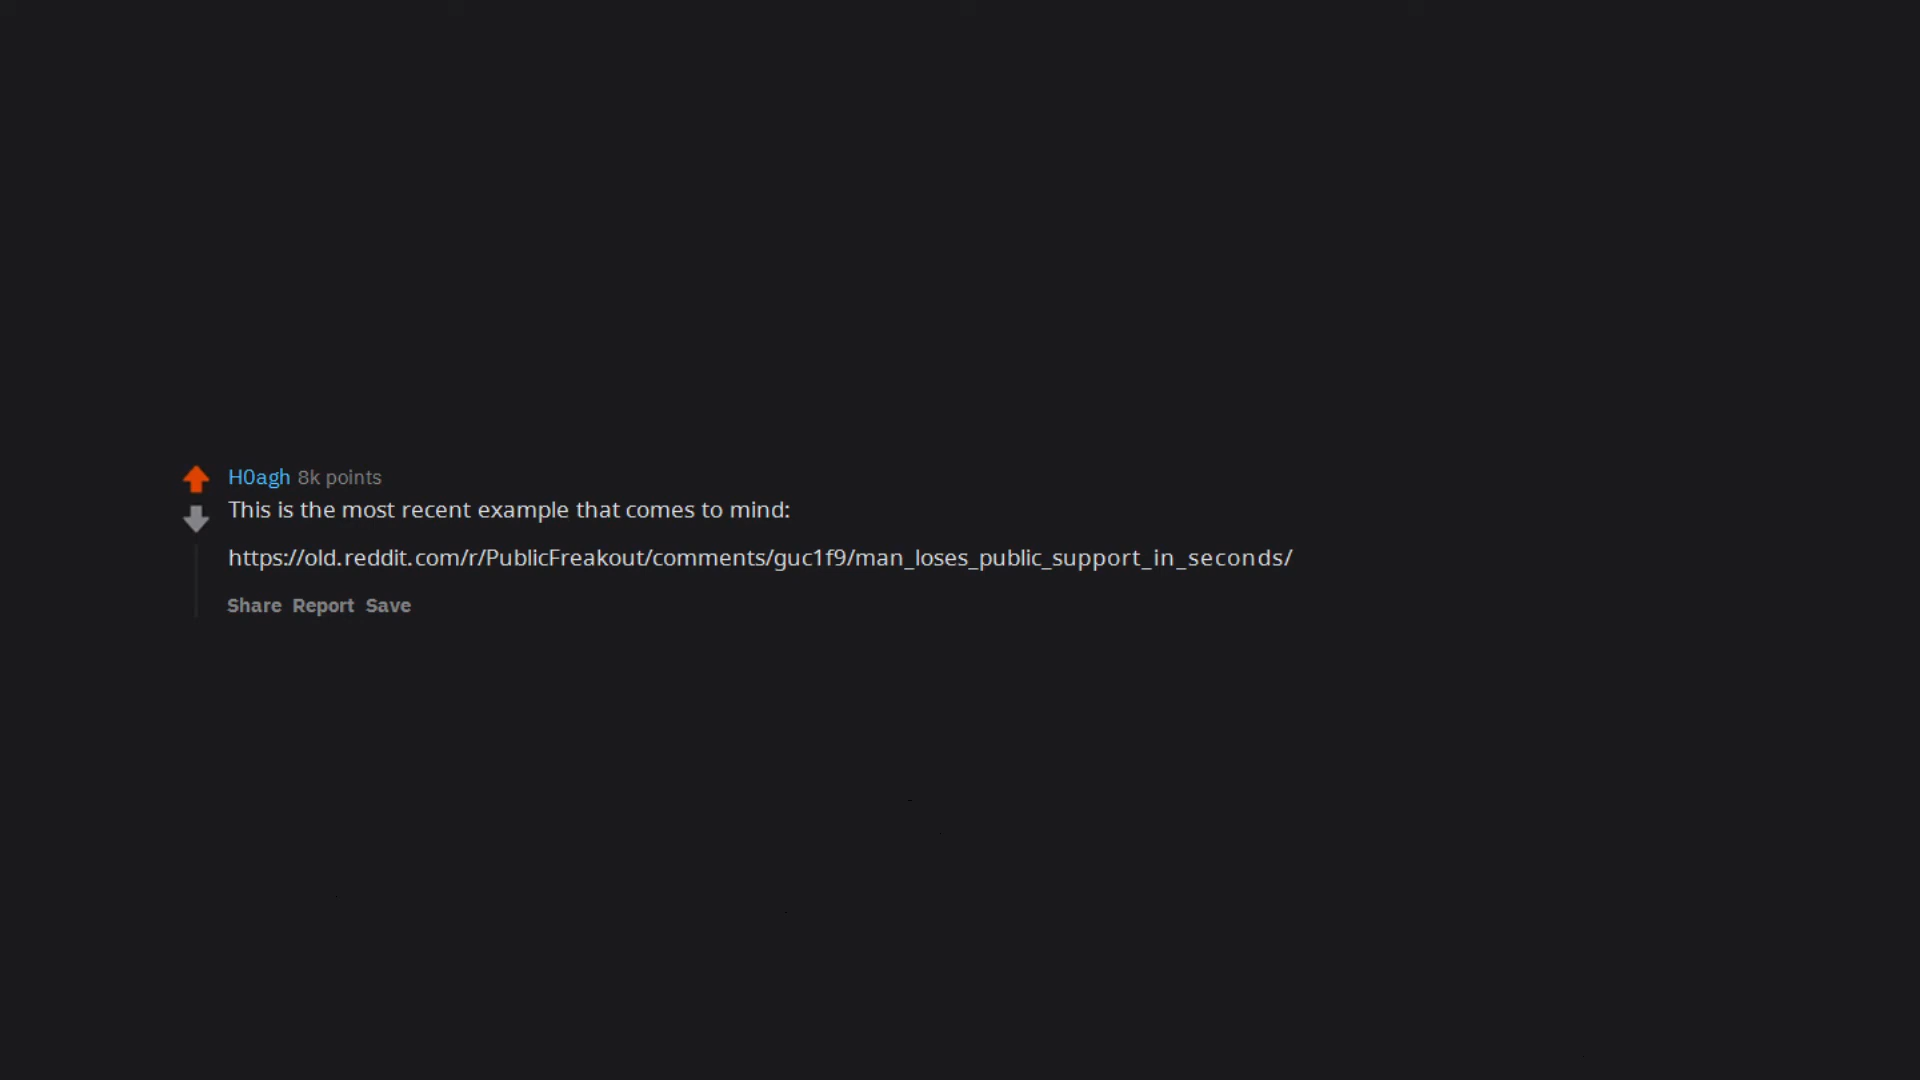 H0agh 8k points
This is the most recent example that comes to mind:
https://old.reddit.com/r/PublicFreakout/comments/guc1f9/man_loses_public_support_in_seconds/
Share Report Save